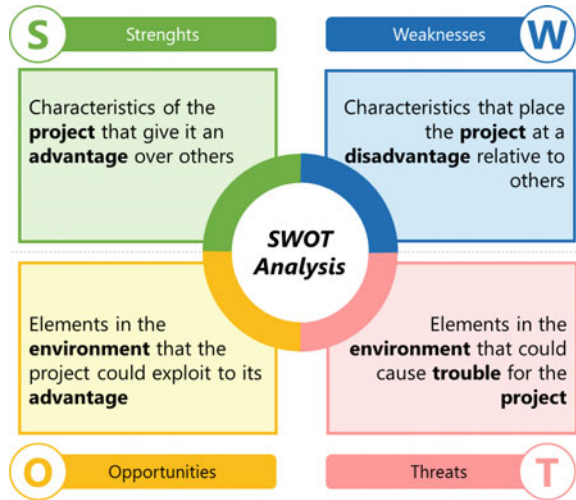 S
Strenghts
Weaknesses
W
Characteristics of the
project that give it an
advantage over others
Characteristics that place
the project at a
disadvantage relative to
others
SWOT
Analysis
Elements in the
environment that the
project could exploit to its
advantage
Elements in the
environment that could
cause trouble for the
project
O
Opportunities
Threats
T